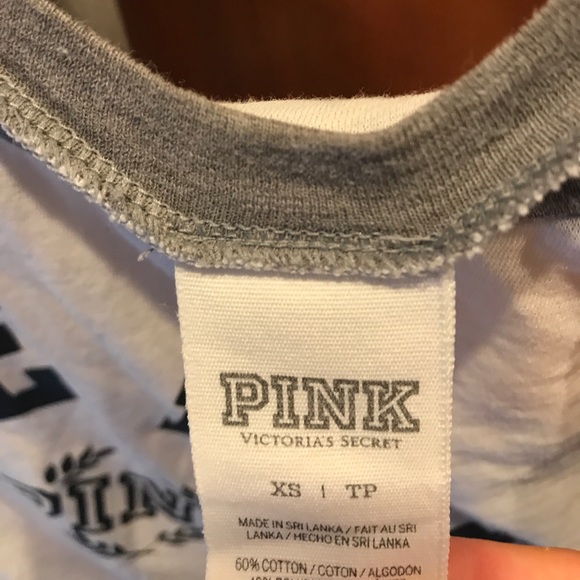 PINK
VICTORIA'S SECRET
XS | TP
MADE IN SRI LANKA / FAIT AU SRI
LANKA / HECHO EN SRI LANKA
60% COTTON / COTON / ALGODÓN
PINK